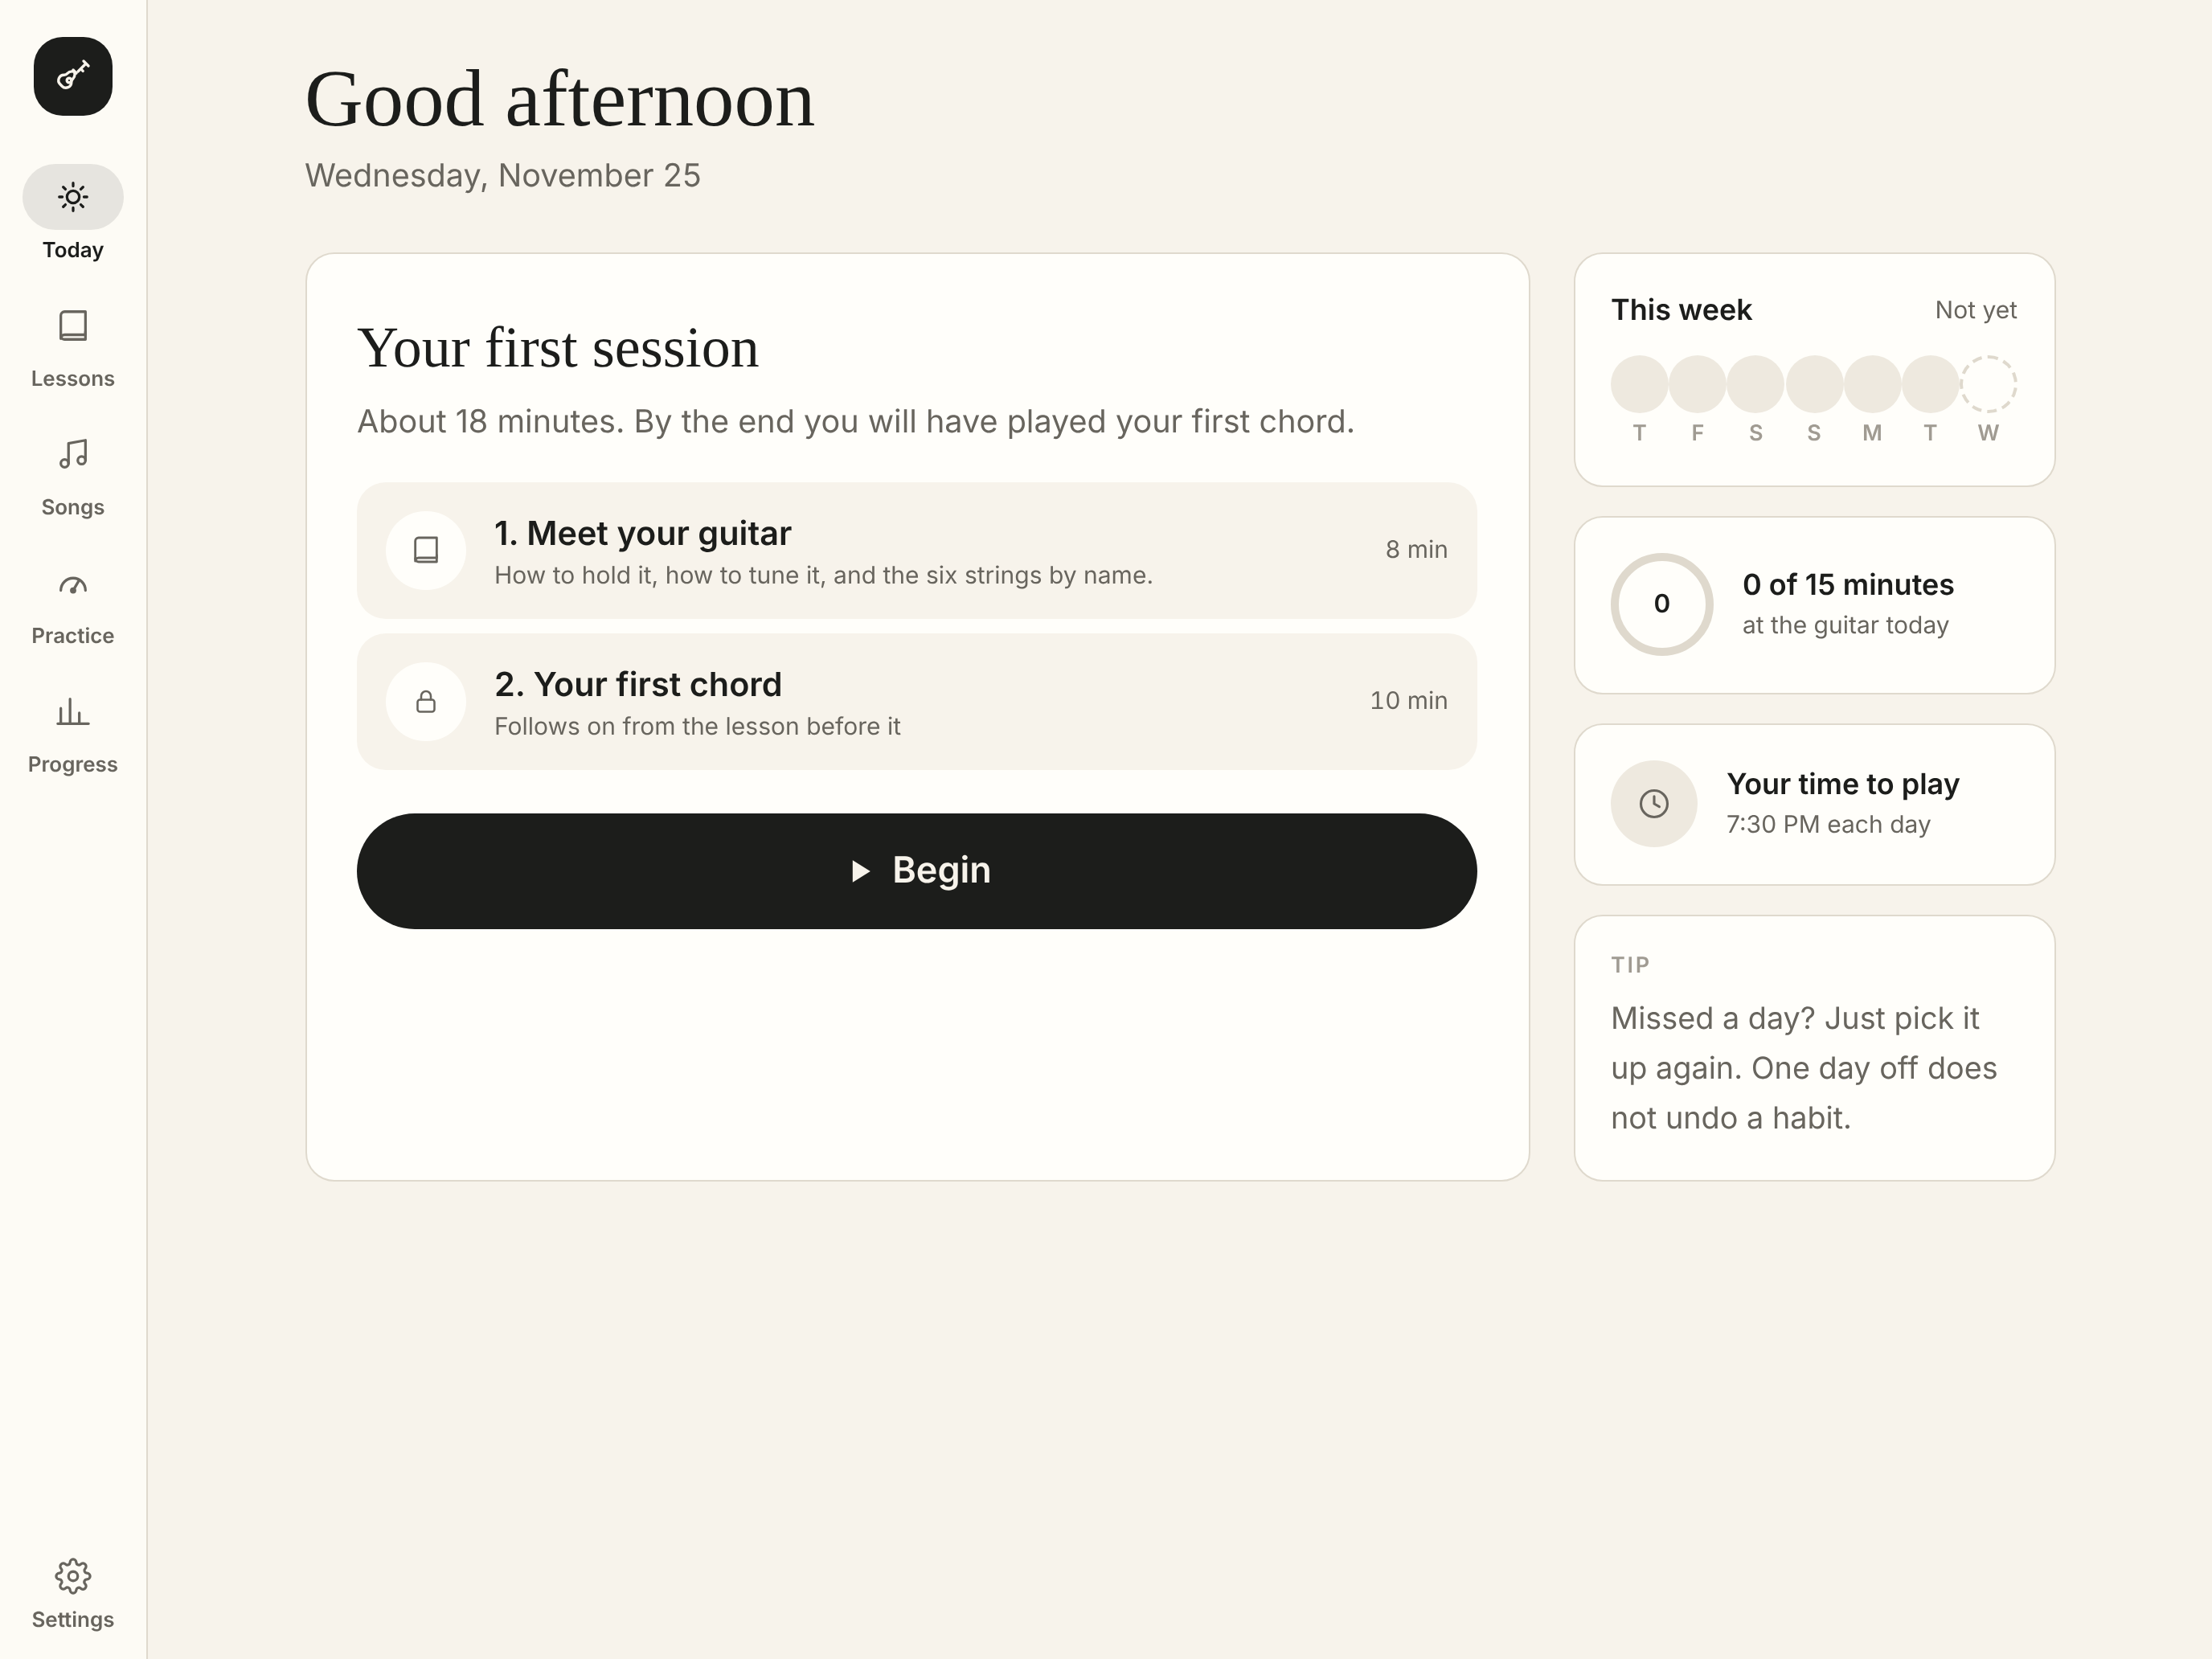 Today
Lessons
Songs
Practice
Progress
Settings
Good afternoon
Wednesday, November 25
Your first session
About 18 minutes. By the end you will have played your first chord.
1. Meet your guitar
How to hold it, how to tune it, and the six strings by name.
8 min
2. Your first chord
Follows on from the lesson before it
10 min
Begin
This week
Not yet
T F S S M T W
0
0 of 15 minutes
at the guitar today
Your time to play
7:30 PM each day
TIP
Missed a day? Just pick it
up again. One day off does
not undo a habit.